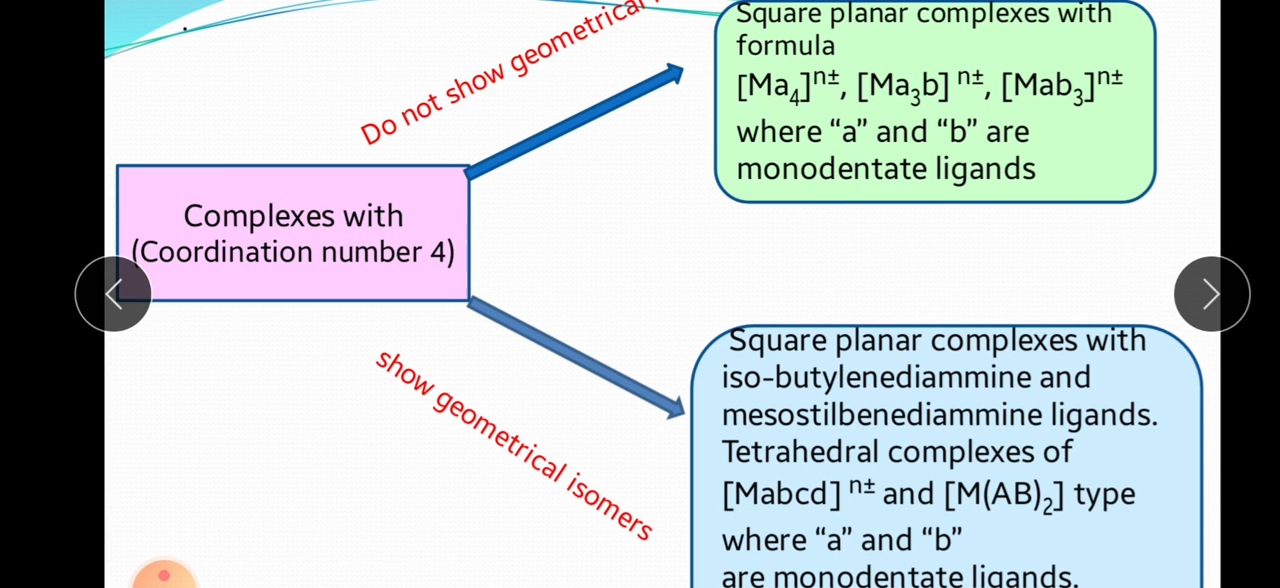 Do not show geometrical
Square planar complexes with
formula
[Ma₄]ⁿ±, [Ma₃b] ⁿ±, [Mab₃]ⁿ±
where “a” and “b” are
monodentate ligands
Complexes with
(Coordination number 4)
show geometrical isomers
Square planar complexes with
iso-butylenediammine and
mesostilbenediammine ligands.
Tetrahedral complexes of
[Mabcd] ⁿ± and [M(AB)₂] type
where “a” and “b”
are monodentate ligands.